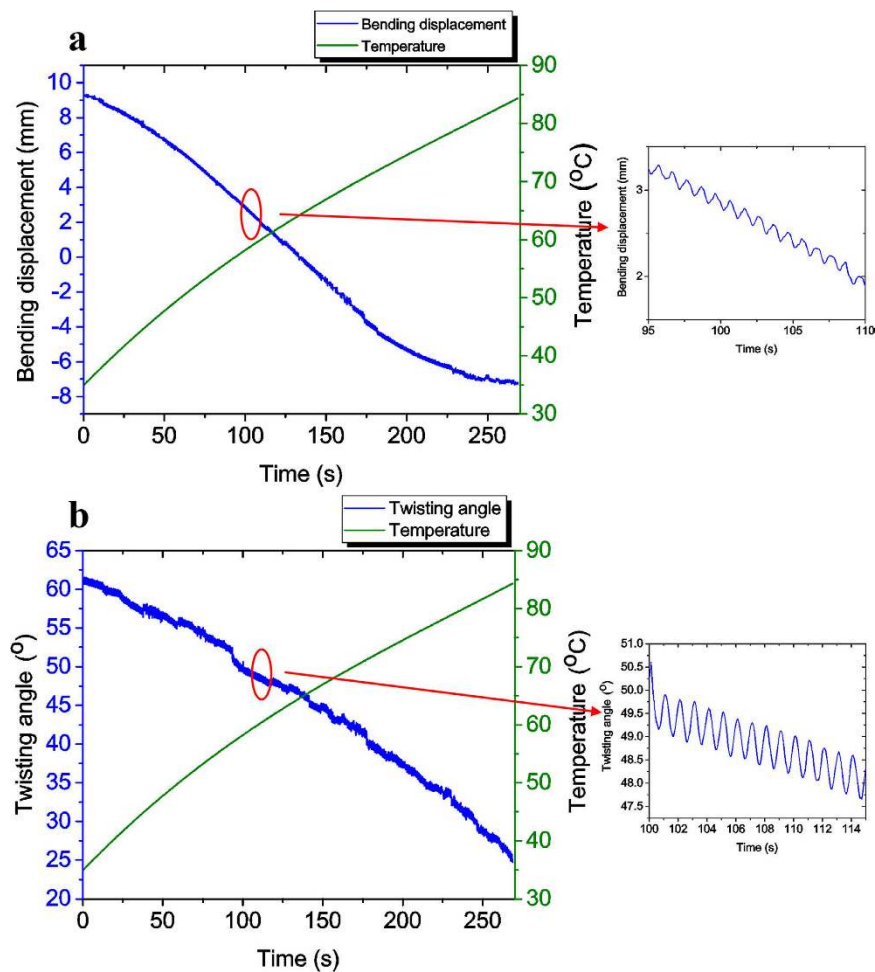 a
Bending displacement
Temperature
10
8
6
4
2
0
-2
-4
-6
-8
Bending displacement (mm)
90
80
70
60
50
40
30
Temperature (°C)
0 50 100 150 200 250
Time (s)
3
2
Bending displacement (mm)
95 100 105 110
Time (s)
b
Twisting angle
Temperature
65
60
55
50
45
40
35
30
25
20
Twisting angle (°)
90
80
70
60
50
40
30
Temperature (°C)
0 50 100 150 200 250
Time (s)
51.0
50.5
50.0
49.5
49.0
48.5
48.0
47.5
Twisting angle (°)
100 102 104 106 108 110 112 114
Time (s)